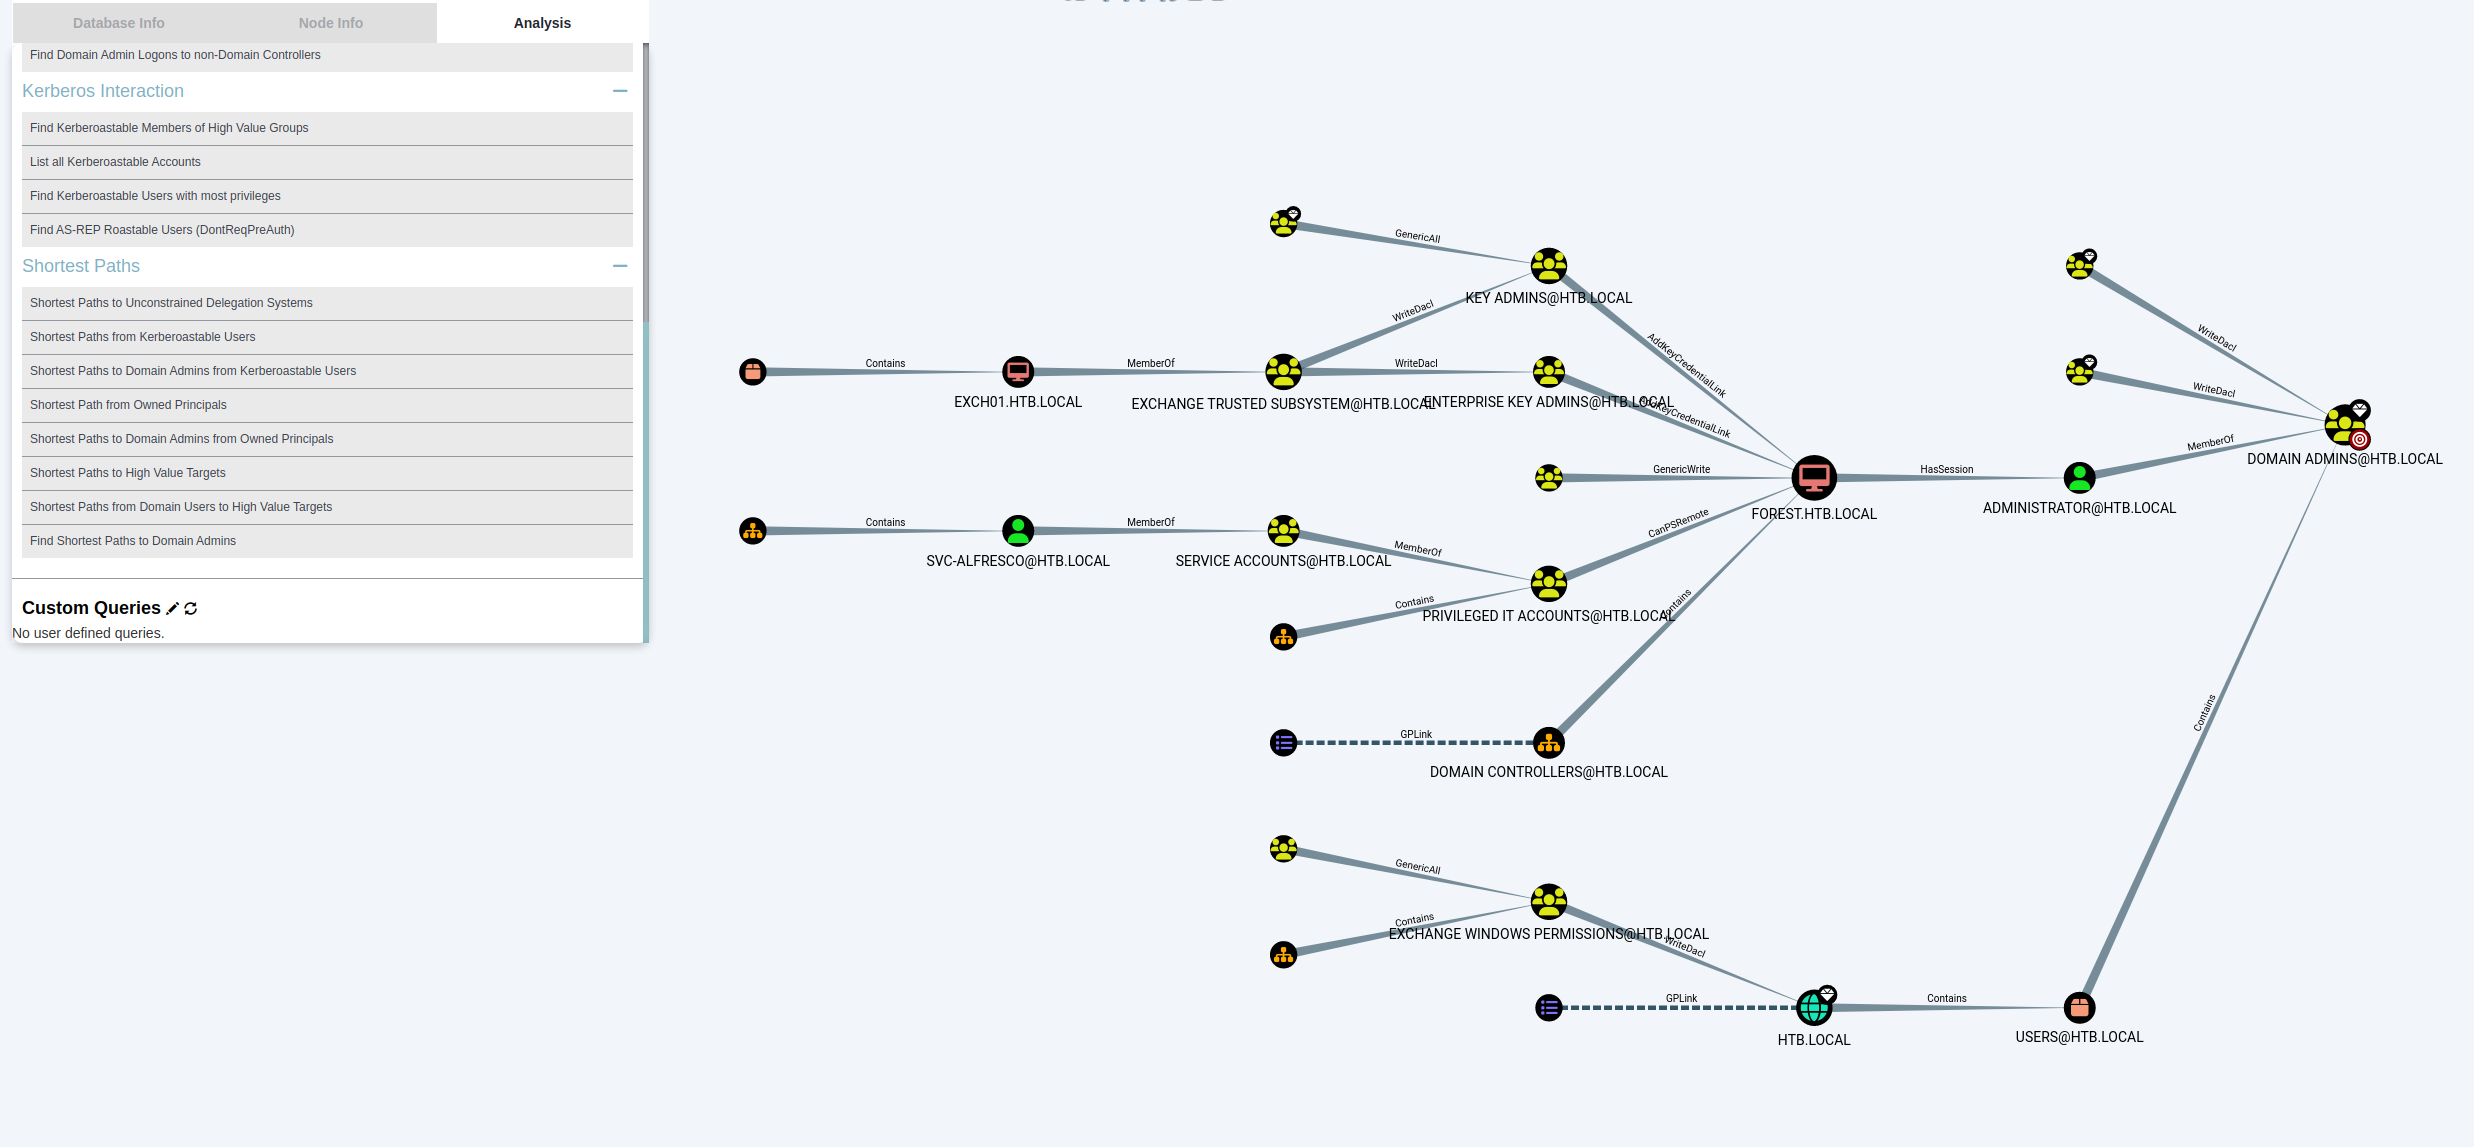 Database Info
Node Info
Analysis
Find Domain Admin Logons to non-Domain Controllers
Kerberos Interaction
Find Kerberoastable Members of High Value Groups
List all Kerberoastable Accounts
Find Kerberoastable Users with most privileges
Find AS-REP Roastable Users (DontReqPreAuth)
Shortest Paths
Shortest Paths to Unconstrained Delegation Systems
Shortest Paths from Kerberoastable Users
Shortest Paths to Domain Admins from Kerberoastable Users
Shortest Path from Owned Principals
Shortest Paths to Domain Admins from Owned Principals
Shortest Paths to High Value Targets
Shortest Paths from Domain Users to High Value Targets
Find Shortest Paths to Domain Admins
Custom Queries
No user defined queries.
GenericAll
KEY ADMINS@HTB.LOCAL
WriteDacl
AddKeyCredentialLink
WriteDacl
Contains
MemberOf
WriteDacl
WriteDacl
EXCH01.HTB.LOCAL
EXCHANGE TRUSTED SUBSYSTEM@HTB.LOCAL
ENTERPRISE KEY ADMINS@HTB.LOCAL
AddKeyCredentialLink
MemberOf
DOMAIN ADMINS@HTB.LOCAL
GenericWrite
HasSession
FOREST.HTB.LOCAL
ADMINISTRATOR@HTB.LOCAL
CanPSRemote
Contains
MemberOf
SVC-ALFRESCO@HTB.LOCAL
SERVICE ACCOUNTS@HTB.LOCAL
MemberOf
Contains
PRIVILEGED IT ACCOUNTS@HTB.LOCAL
Contains
GPLink
DOMAIN CONTROLLERS@HTB.LOCAL
Contains
GenericAll
Contains
EXCHANGE WINDOWS PERMISSIONS@HTB.LOCAL
WriteDacl
GPLink
Contains
HTB.LOCAL
USERS@HTB.LOCAL